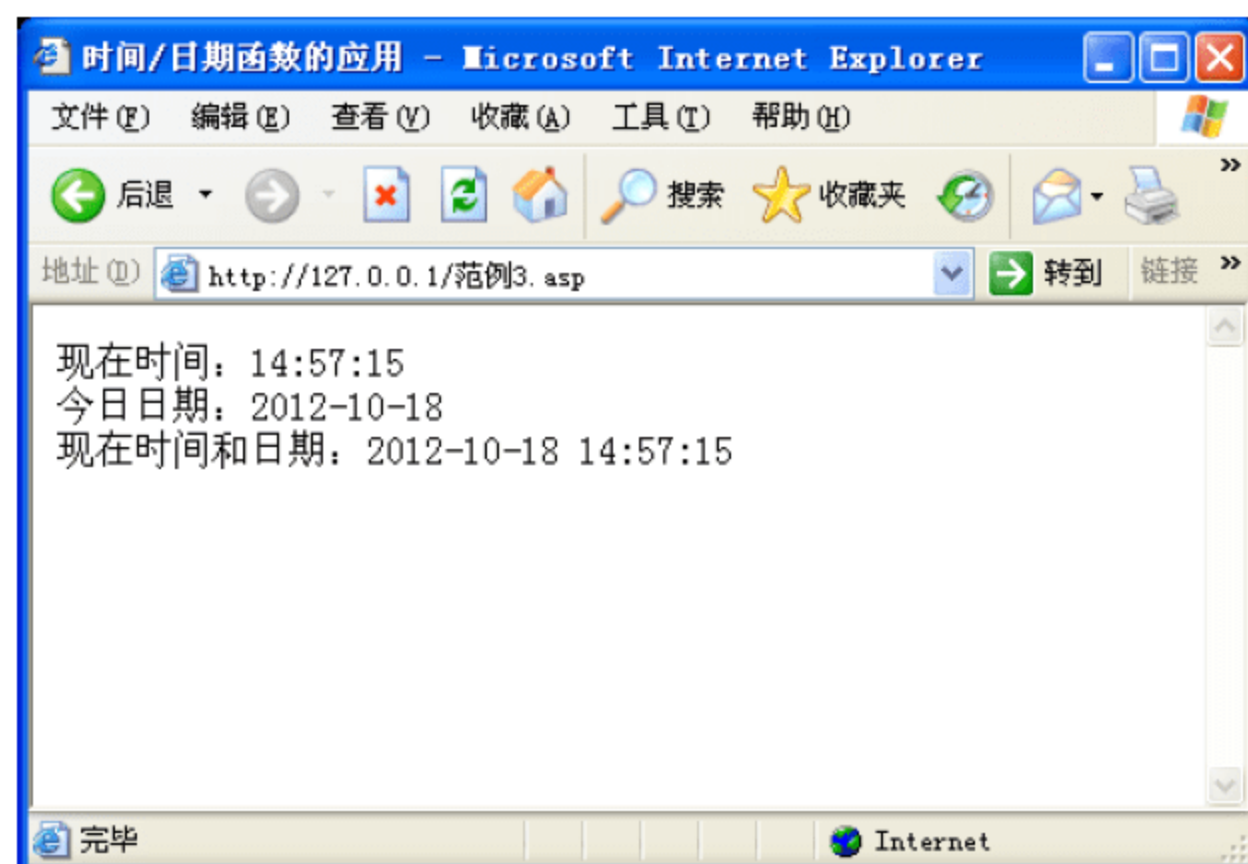 时间/日期函数的应用 - Microsoft Internet Explorer
文件(F) 编辑(E) 查看(V) 收藏(A) 工具(T) 帮助(H)
后退 搜索 收藏夹 »
地址(D) http://127.0.0.1/范例3.asp 转到 链接 »
现在时间：14:57:15
今日日期：2012-10-18
现在时间和日期：2012-10-18 14:57:15
完毕 Internet